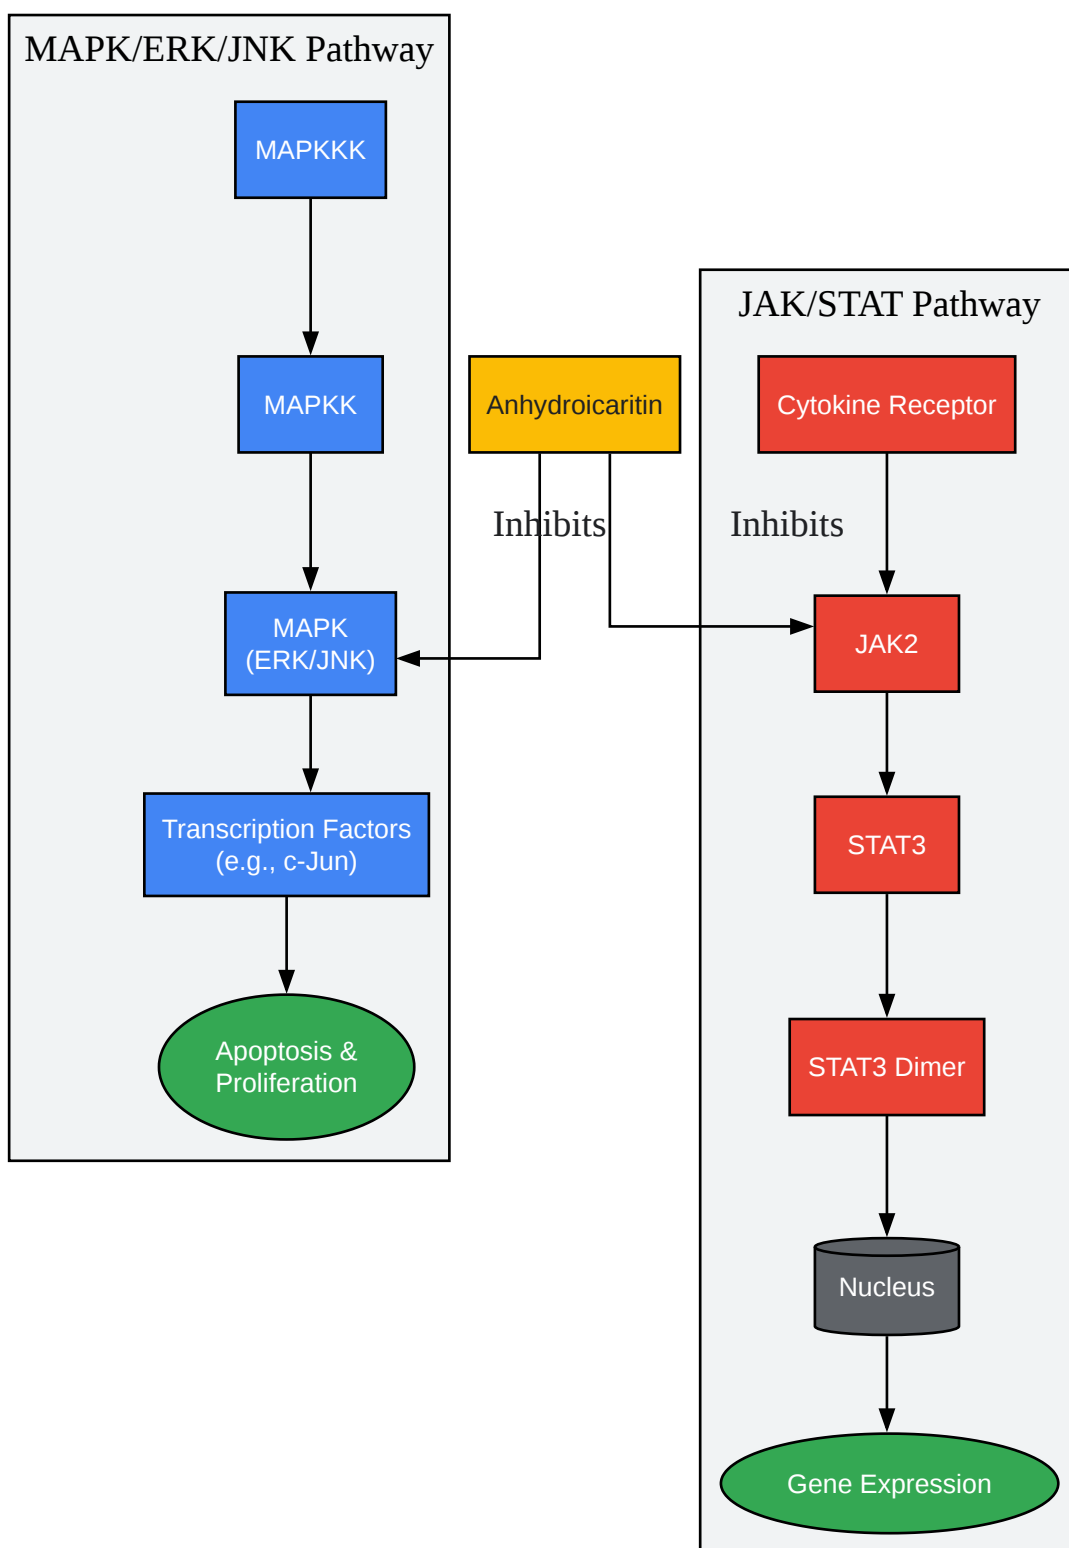 MAPK/ERK/JNK Pathway
MAPKKK
MAPKK
MAPK
(ERK/JNK)
Transcription Factors
(e.g., c-Jun)
Apoptosis &
Proliferation
Anhydroicaritin
Inhibits
Inhibits
JAK/STAT Pathway
Cytokine Receptor
JAK2
STAT3
STAT3 Dimer
Nucleus
Gene Expression